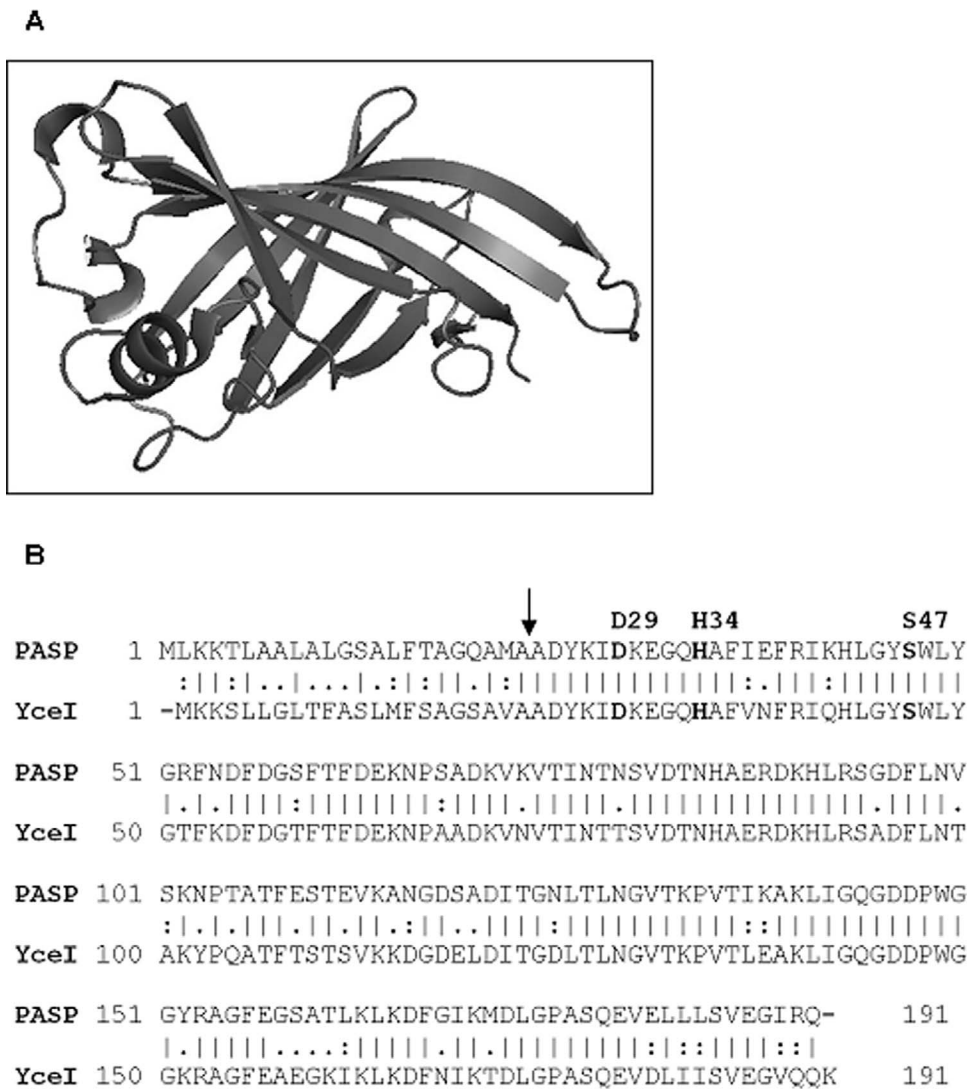 A
B
D29 H34 S47
PASP 1 MLKKTLAALALGSALFTAGQAMAADYKIDKEGQHAFIEFRIKHLGYSWLY
:||:|..|...|.:|:||.|:||||||||||||||:.|||:||||||||
YceI 1 -MKKSLLGLTFASLMFSAGSAVAADYKIDKEGQHAFVNFRIQHLGYSWLY
PASP 51 GRFNDFDGSFTFDEKNPSADKVKVTINTNSVDTNHAERDKHLRSGDFLNV
|.|.||||:||||||||:||||.|||||.|||||||||||||||.||||.
YceI 50 GTFKDFDGTFTFDEKNPAADKVNVTINTTSVDTNHAERDKHLRSADFLNT
PASP 101 SKNPTATFESTEVKANGDSADITGNLTLNGVTKPVTIKAKLIGQGDDPWG
:|.|.|||.||.||.:||..||||:|||||||||||::||||||||||||
YceI 100 AKYPQATFTSTSVKKDGDELDITGDLTLNGVTKPVTLEAKLIGQGDDPWG
PASP 151 GYRAGFEGSATLKLKDFGIKMDLGPASQEVELLLSVEGIRQ- 191
|.|||||....:|||||.||.|||||||||:|::||||::|
YceI 150 GKRAGFEAEGKIKLKDFNIKTDLGPASQEVDLIISVEGVQQK 191